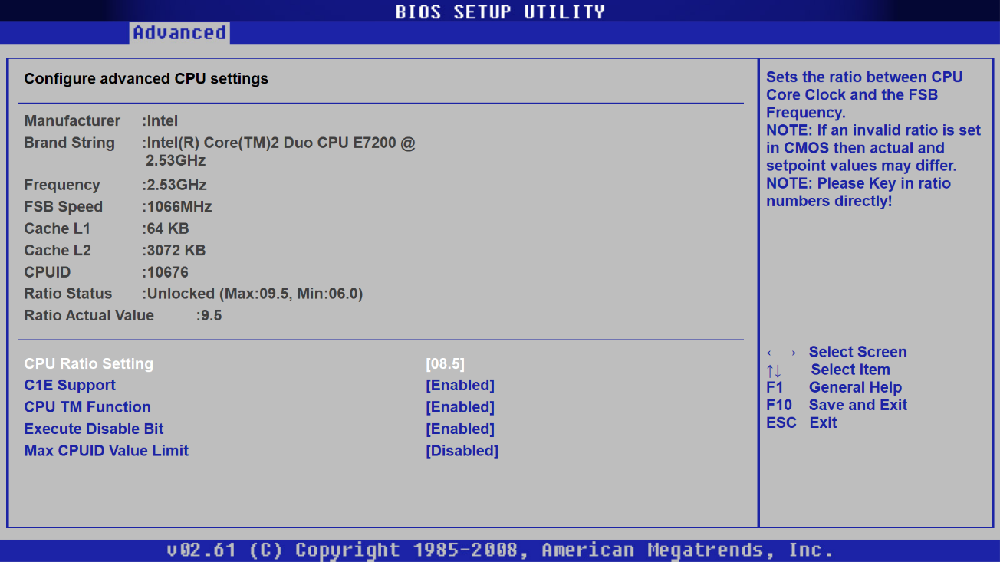 BIOS SETUP UTILITY
Advanced
Configure advanced CPU settings
Manufacturer :Intel
Brand String :Intel(R) Core(TM)2 Duo CPU E7200 @
2.53GHz
Frequency :2.53GHz
FSB Speed :1066MHz
Cache L1 :64 KB
Cache L2 :3072 KB
CPUID :10676
Ratio Status :Unlocked (Max:09.5, Min:06.0)
Ratio Actual Value :9.5
CPU Ratio Setting [08.5]
C1E Support [Enabled]
CPU TM Function [Enabled]
Execute Disable Bit [Enabled]
Max CPUID Value Limit [Disabled]
Sets the ratio between CPU
Core Clock and the FSB
Frequency.
NOTE: If an invalid ratio is set
in CMOS then actual and
setpoint values may differ.
NOTE: Please Key in ratio
numbers directly!
←→ Select Screen
↑↓ Select Item
F1 General Help
F10 Save and Exit
ESC Exit
v02.61 (C) Copyright 1985-2008, American Megatrends, Inc.